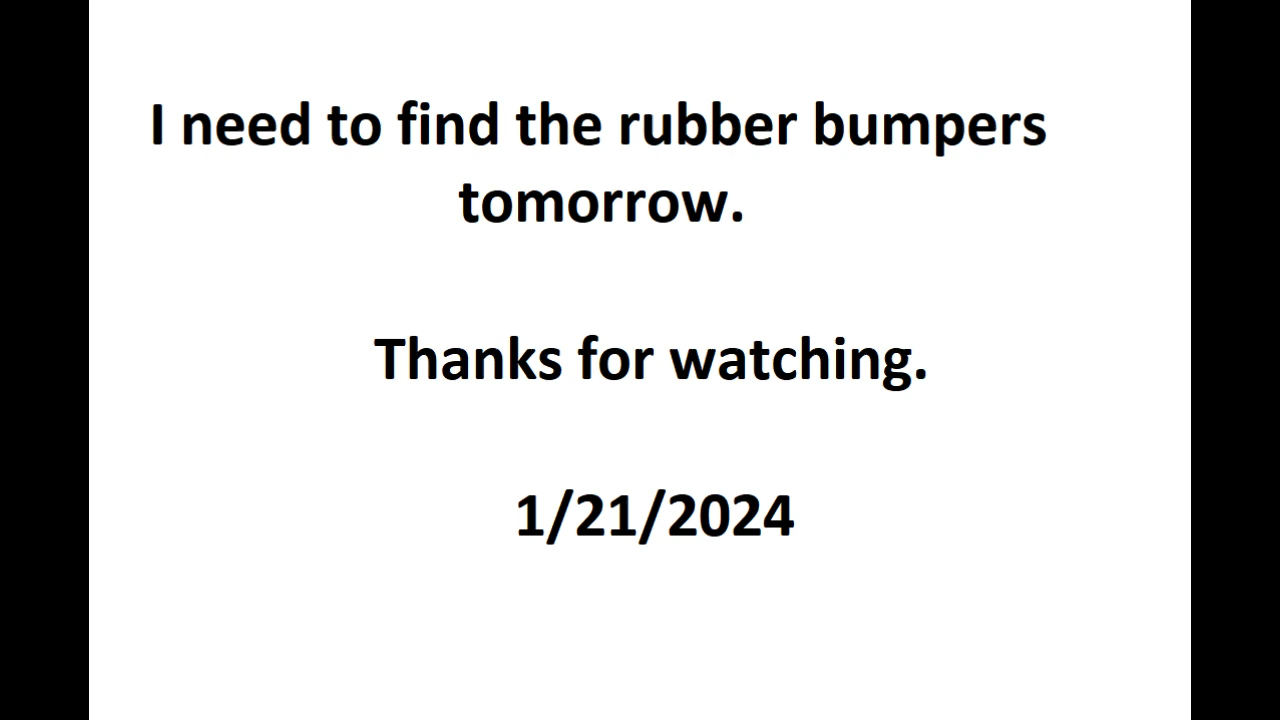 I need to find the rubber bumpers
tomorrow.
Thanks for watching.
1/21/2024